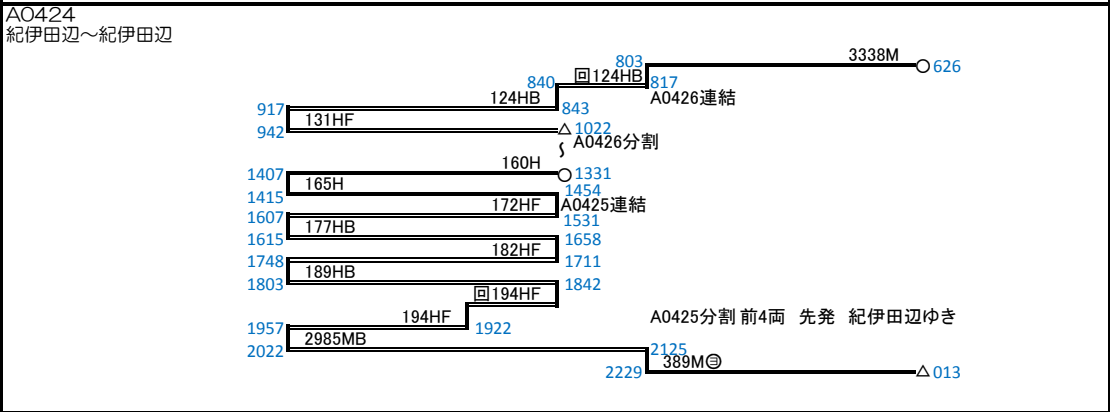 A0424
紀伊田辺～紀伊田辺
803 3338M 626
840 回124HB 817
124HB A0426連結
917 843
131HF
942 1022
A0426分割
160H
1407 1331
165H
1415 1454
172HF A0425連結
1607 1531
177HB
1615 1658
182HF
1748 1711
189HB
1803 1842
回194HF
194HF A0425分割 前4両 先発 紀伊田辺ゆき
1957 1922
2985MB
2022 2125
389M㋵
2229 013